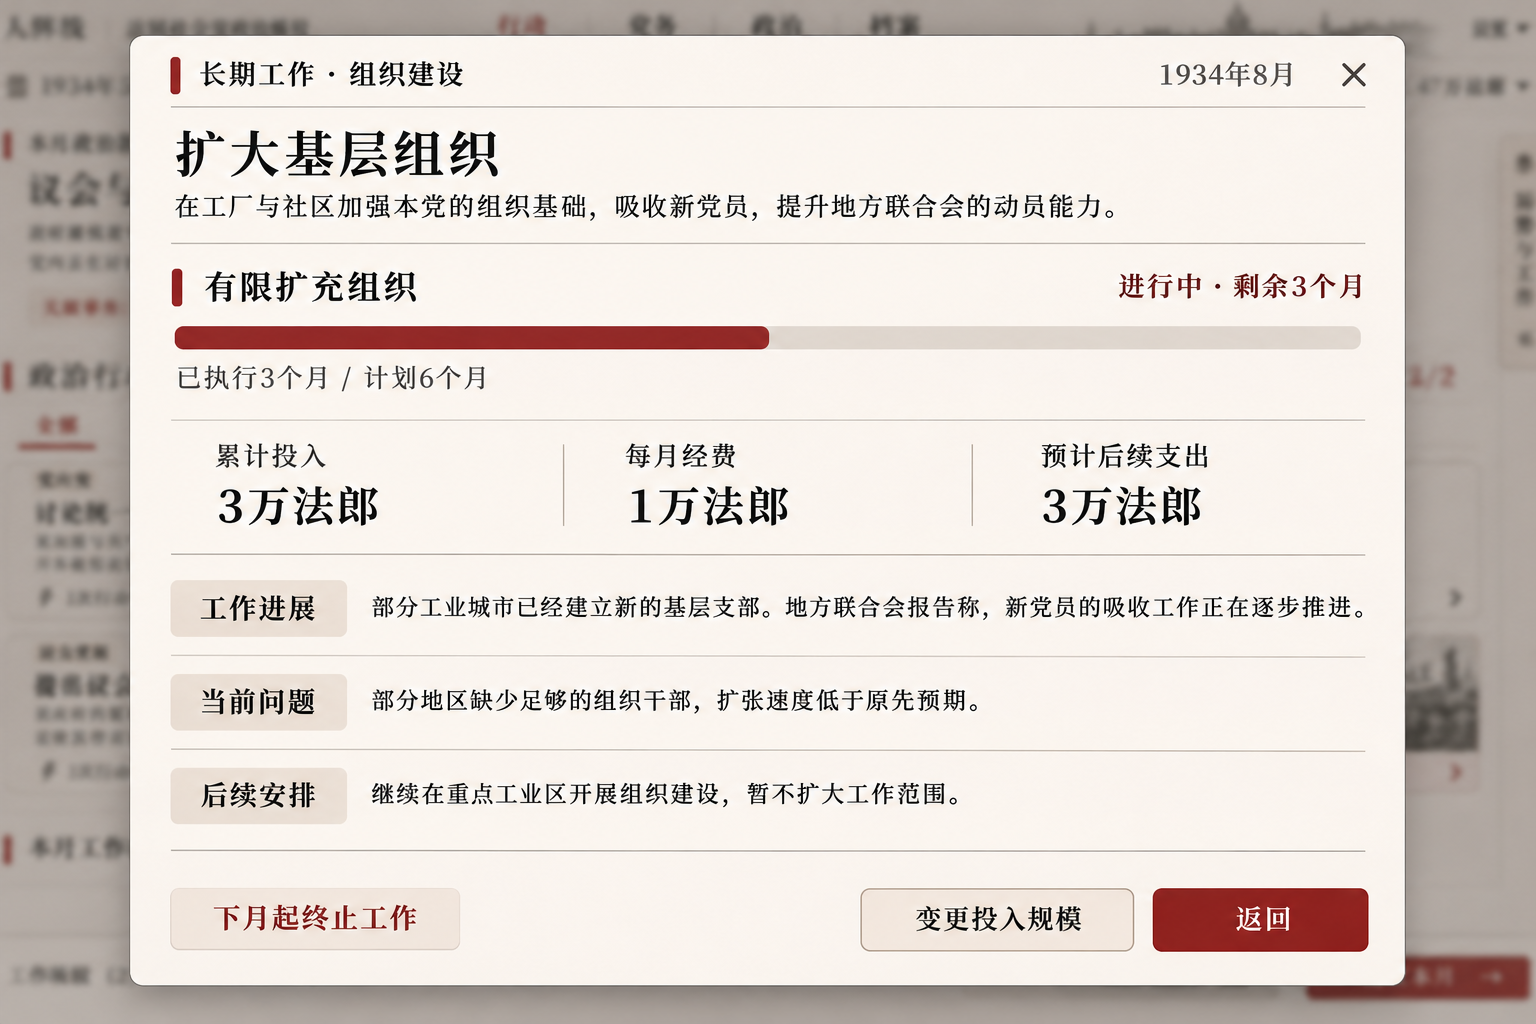 长期工作·组织建设
1934年8月
扩大基层组织
在工厂与社区加强本党的组织基础，吸收新党员，提升地方联合会的动员能力。
有限扩充组织
进行中·剩余3个月
已执行3个月 / 计划6个月
累计投入
3万法郎
每月经费
1万法郎
预计后续支出
3万法郎
工作进展
部分工业城市已经建立新的基层支部。地方联合会报告称，新党员的吸收工作正在逐步推进。
当前问题
部分地区缺少足够的组织干部，扩张速度低于原先预期。
后续安排
继续在重点工业区开展组织建设，暂不扩大工作范围。
下月起终止工作
变更投入规模
返回